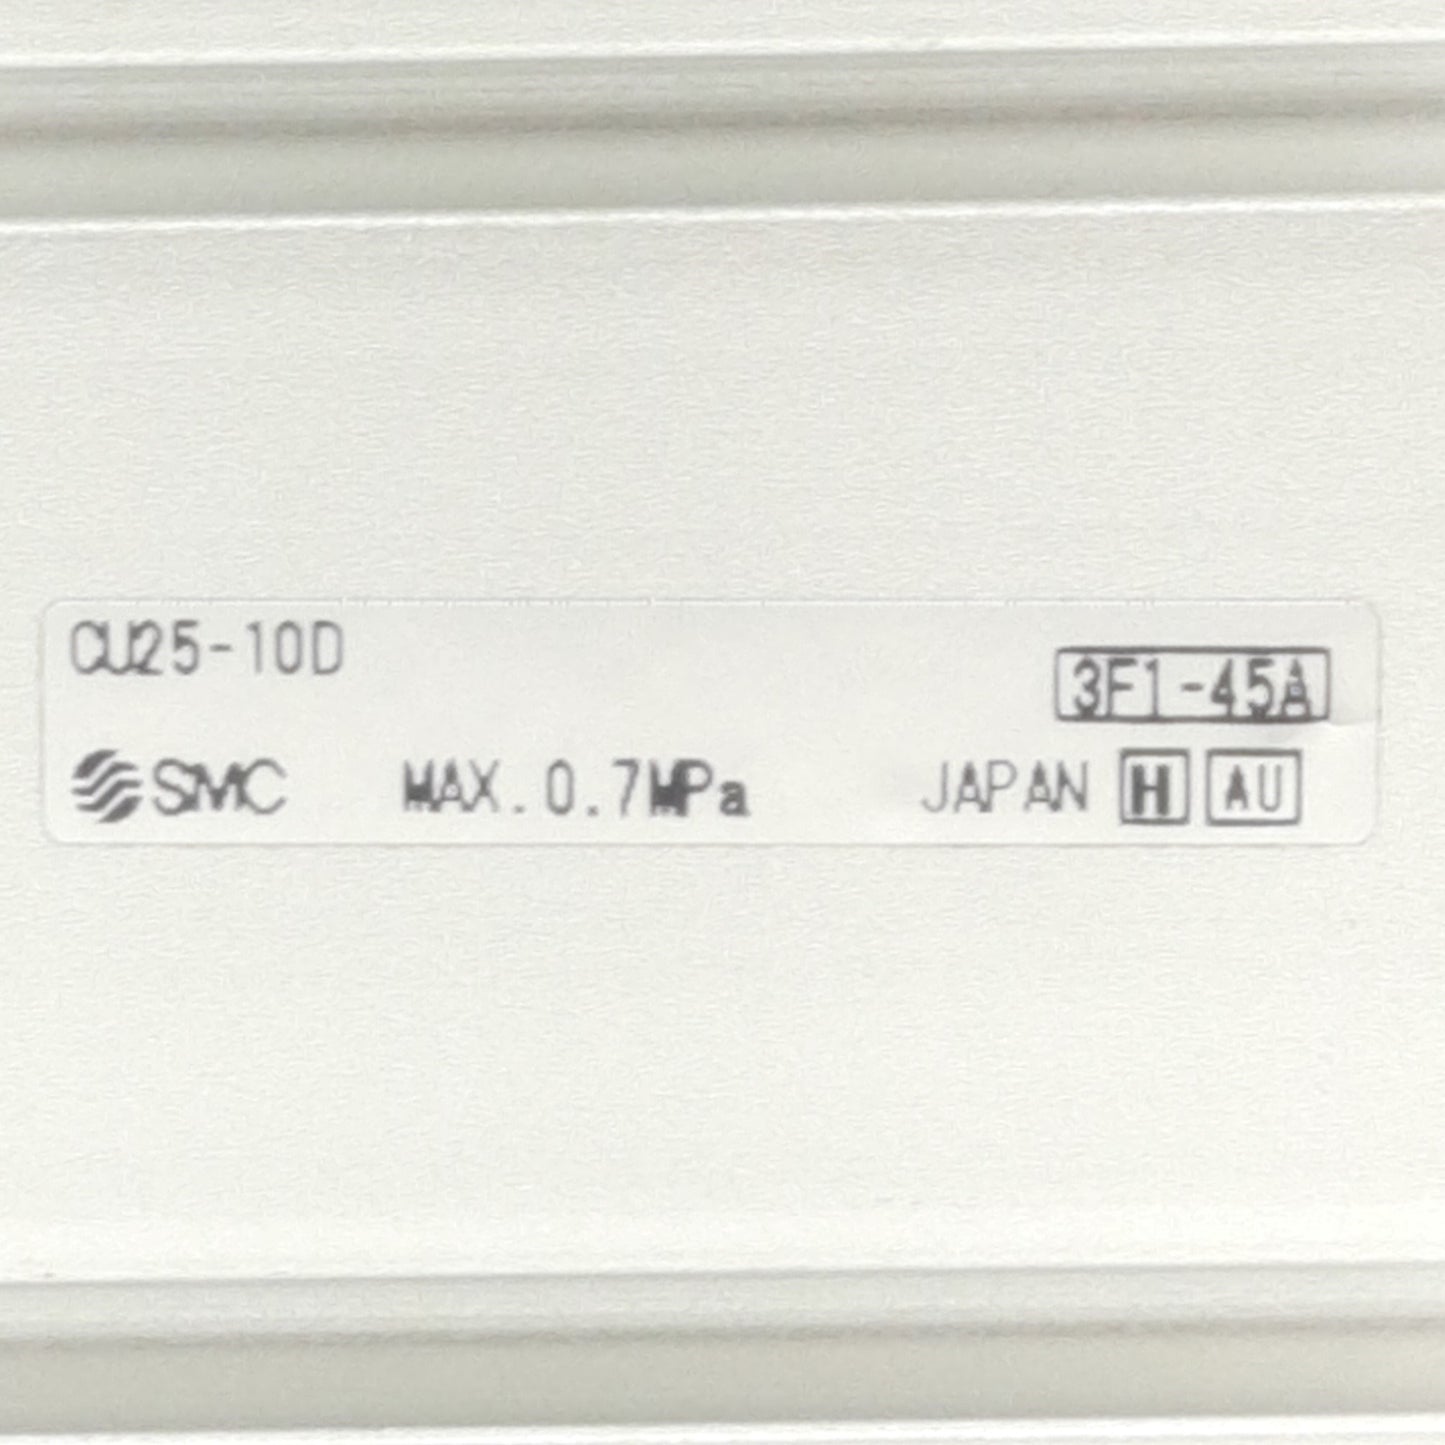 CU25-10D
3F1-45A
SMC MAX.0.7MPa JAPAN H AU